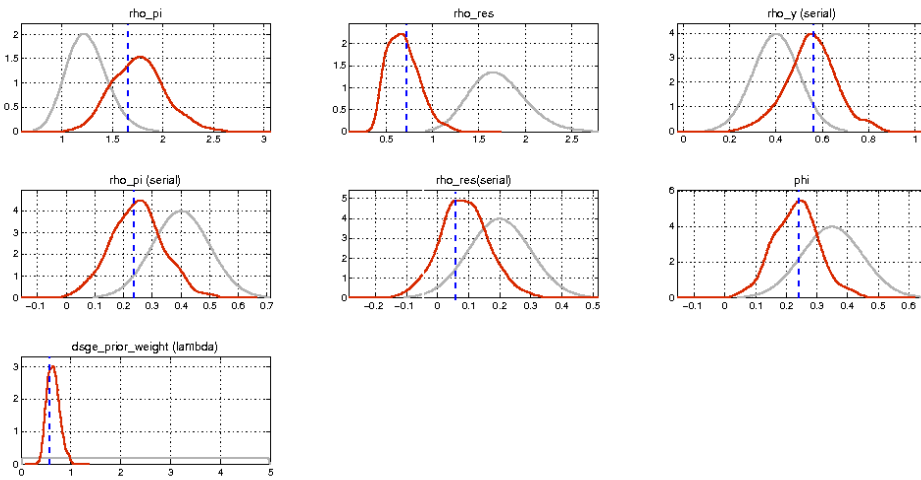 rho_pi
2
1.5
1
0.5
0
0 0.5 1 1.5 2 2.5 3
rho_res
2
1.5
1
0.5
0
0.5 1 1.5 2 2.5
rho_y (serial)
4
3
2
1
0
0 0.2 0.4 0.6 0.8 1
rho_pi (serial)
4
3
2
1
0
-0.1 0 0.1 0.2 0.3 0.4 0.5 0.6 0.7
rho_res(serial)
5
4
3
2
1
0
-0.2 -0.1 0 0.1 0.2 0.3 0.4 0.5
phi
6
4
2
0
-0.1 0 0.1 0.2 0.3 0.4 0.5 0.6
dsge_prior_weight (lambda)
3
2
1
0
0 1 2 3 4 5